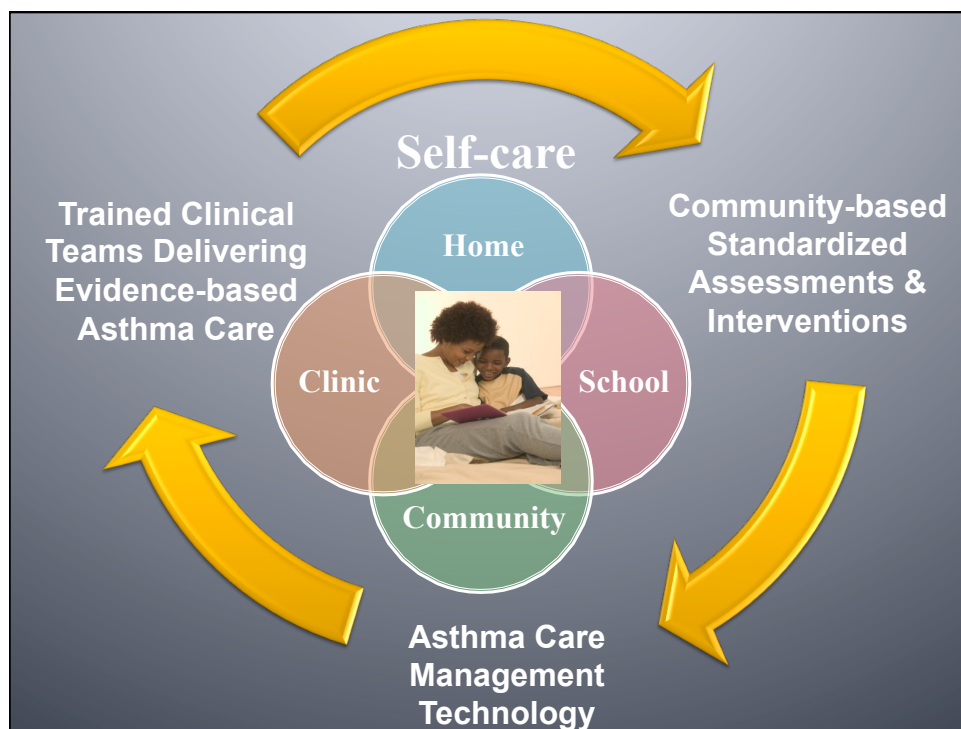 Self-care
Trained Clinical
Teams Delivering
Evidence-based
Asthma Care
Community-based
Standardized
Assessments &
Interventions
Home
Clinic
School
Community
Asthma Care
Management
Technology